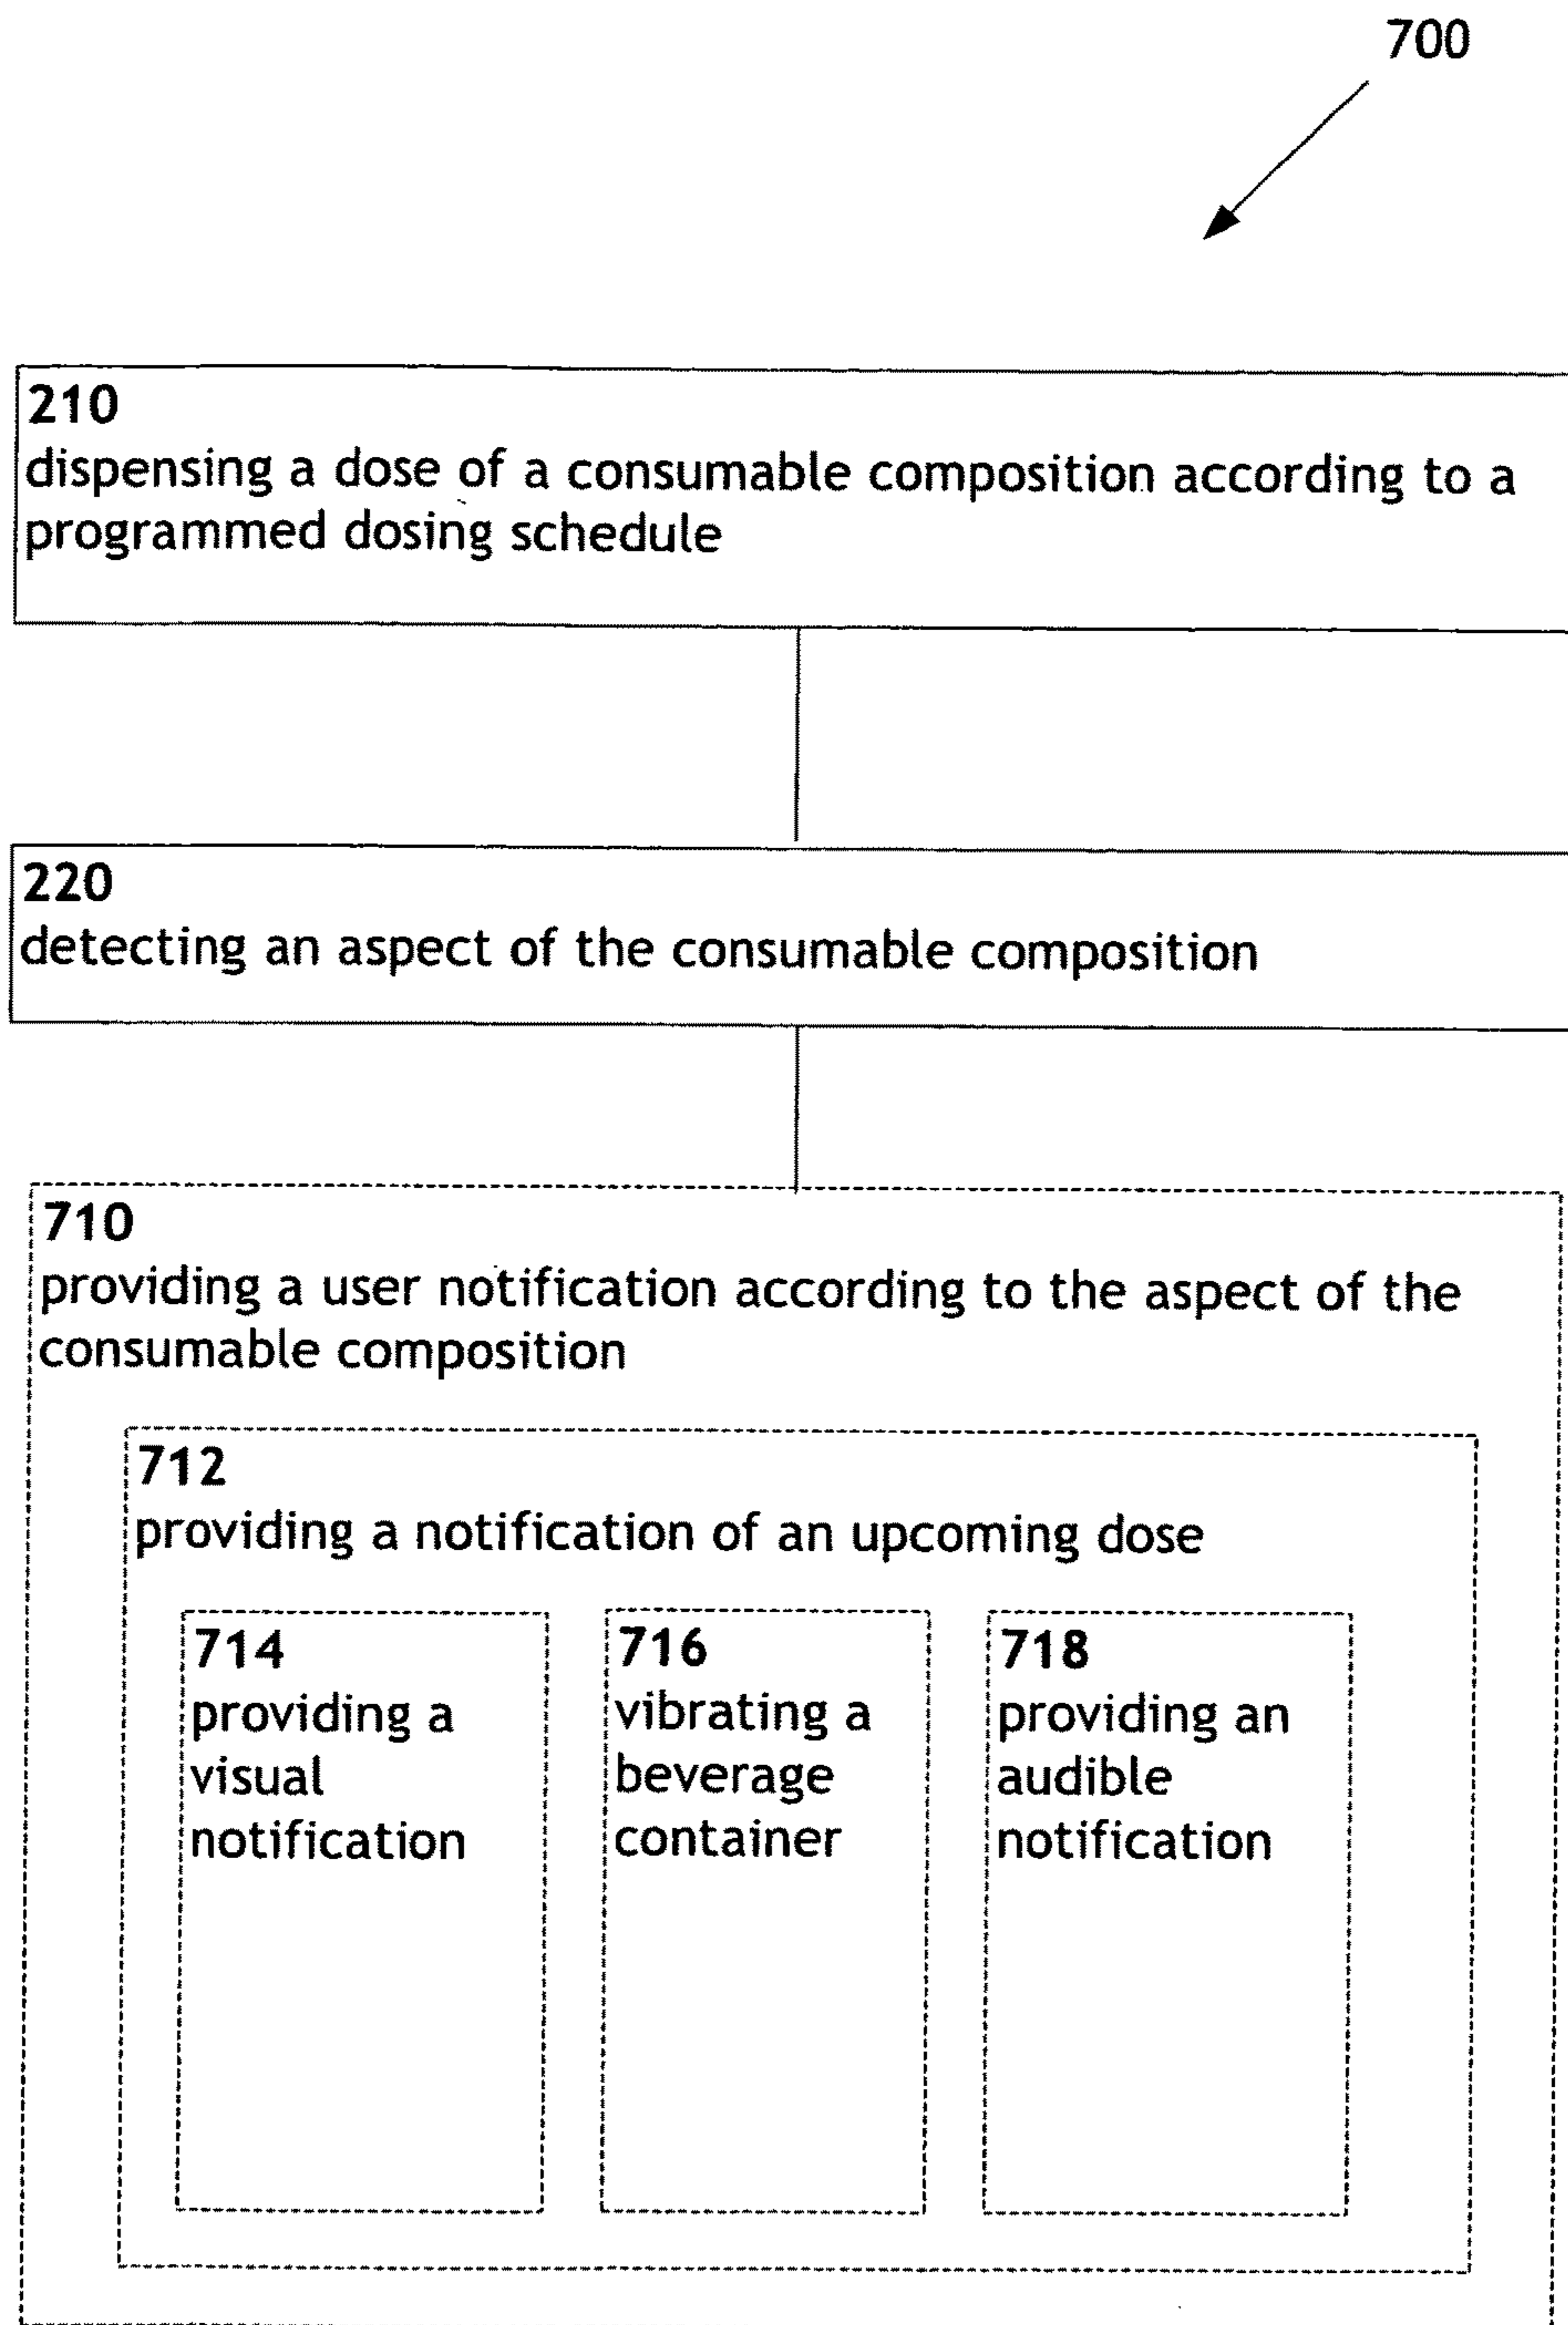 700
210
dispensing a dose of a consumable composition according to a
programmed dosing schedule
220
detecting an aspect of the consumable composition
710
providing a user notification according to the aspect of the
consumable composition
712
providing a notification of an upcoming dose
714
providing a
visual
notification
716
vibrating a
beverage
container
718
providing an
audible
notification